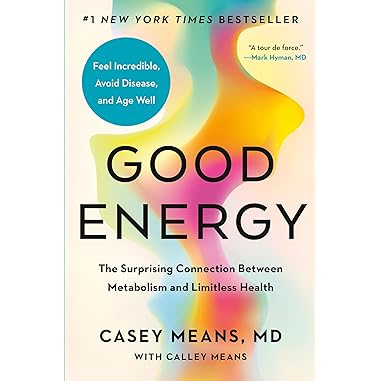 #1 NEW YORK TIMES BESTSELLER
"A tour de force."
—Mark Hyman, MD
Feel Incredible,
Avoid Disease,
and Age Well
GOOD
ENERGY
The Surprising Connection Between
Metabolism and Limitless Health
CASEY MEANS, MD
WITH CALLEY MEANS